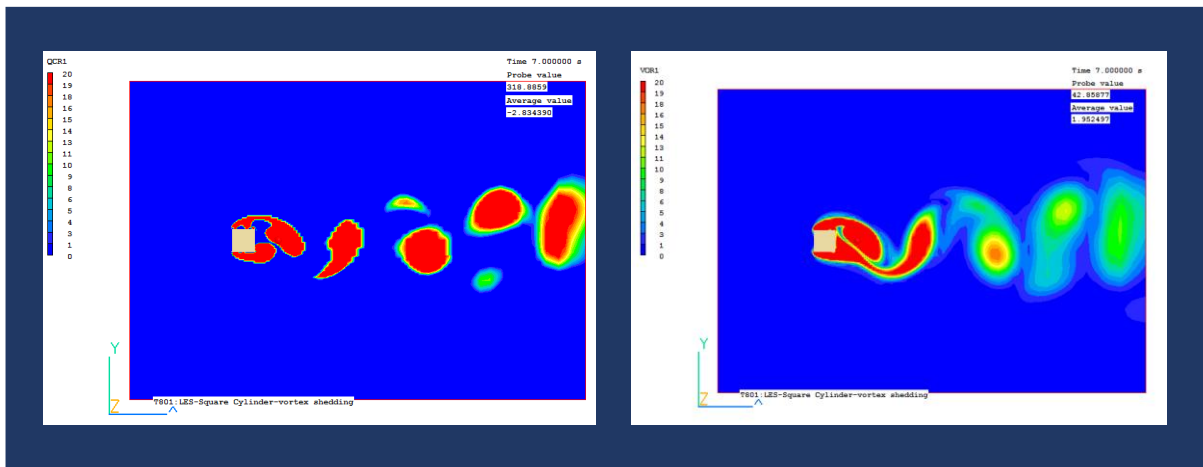 QCR1
20
19
18
16
15
14
13
11
10
9
8
6
5
4
3
1
0
Time 7.000000 s
Probe value
318.8859
Average value
-2.834390
Y
Z
T801:LES-Square Cylinder-vortex shedding
VOR1
20
19
18
16
15
14
13
11
10
9
8
6
5
4
3
1
0
Time 7.000000 s
Probe value
42.85877
Average value
1.952497
Y
Z
T801:LES-Square Cylinder-vortex shedding